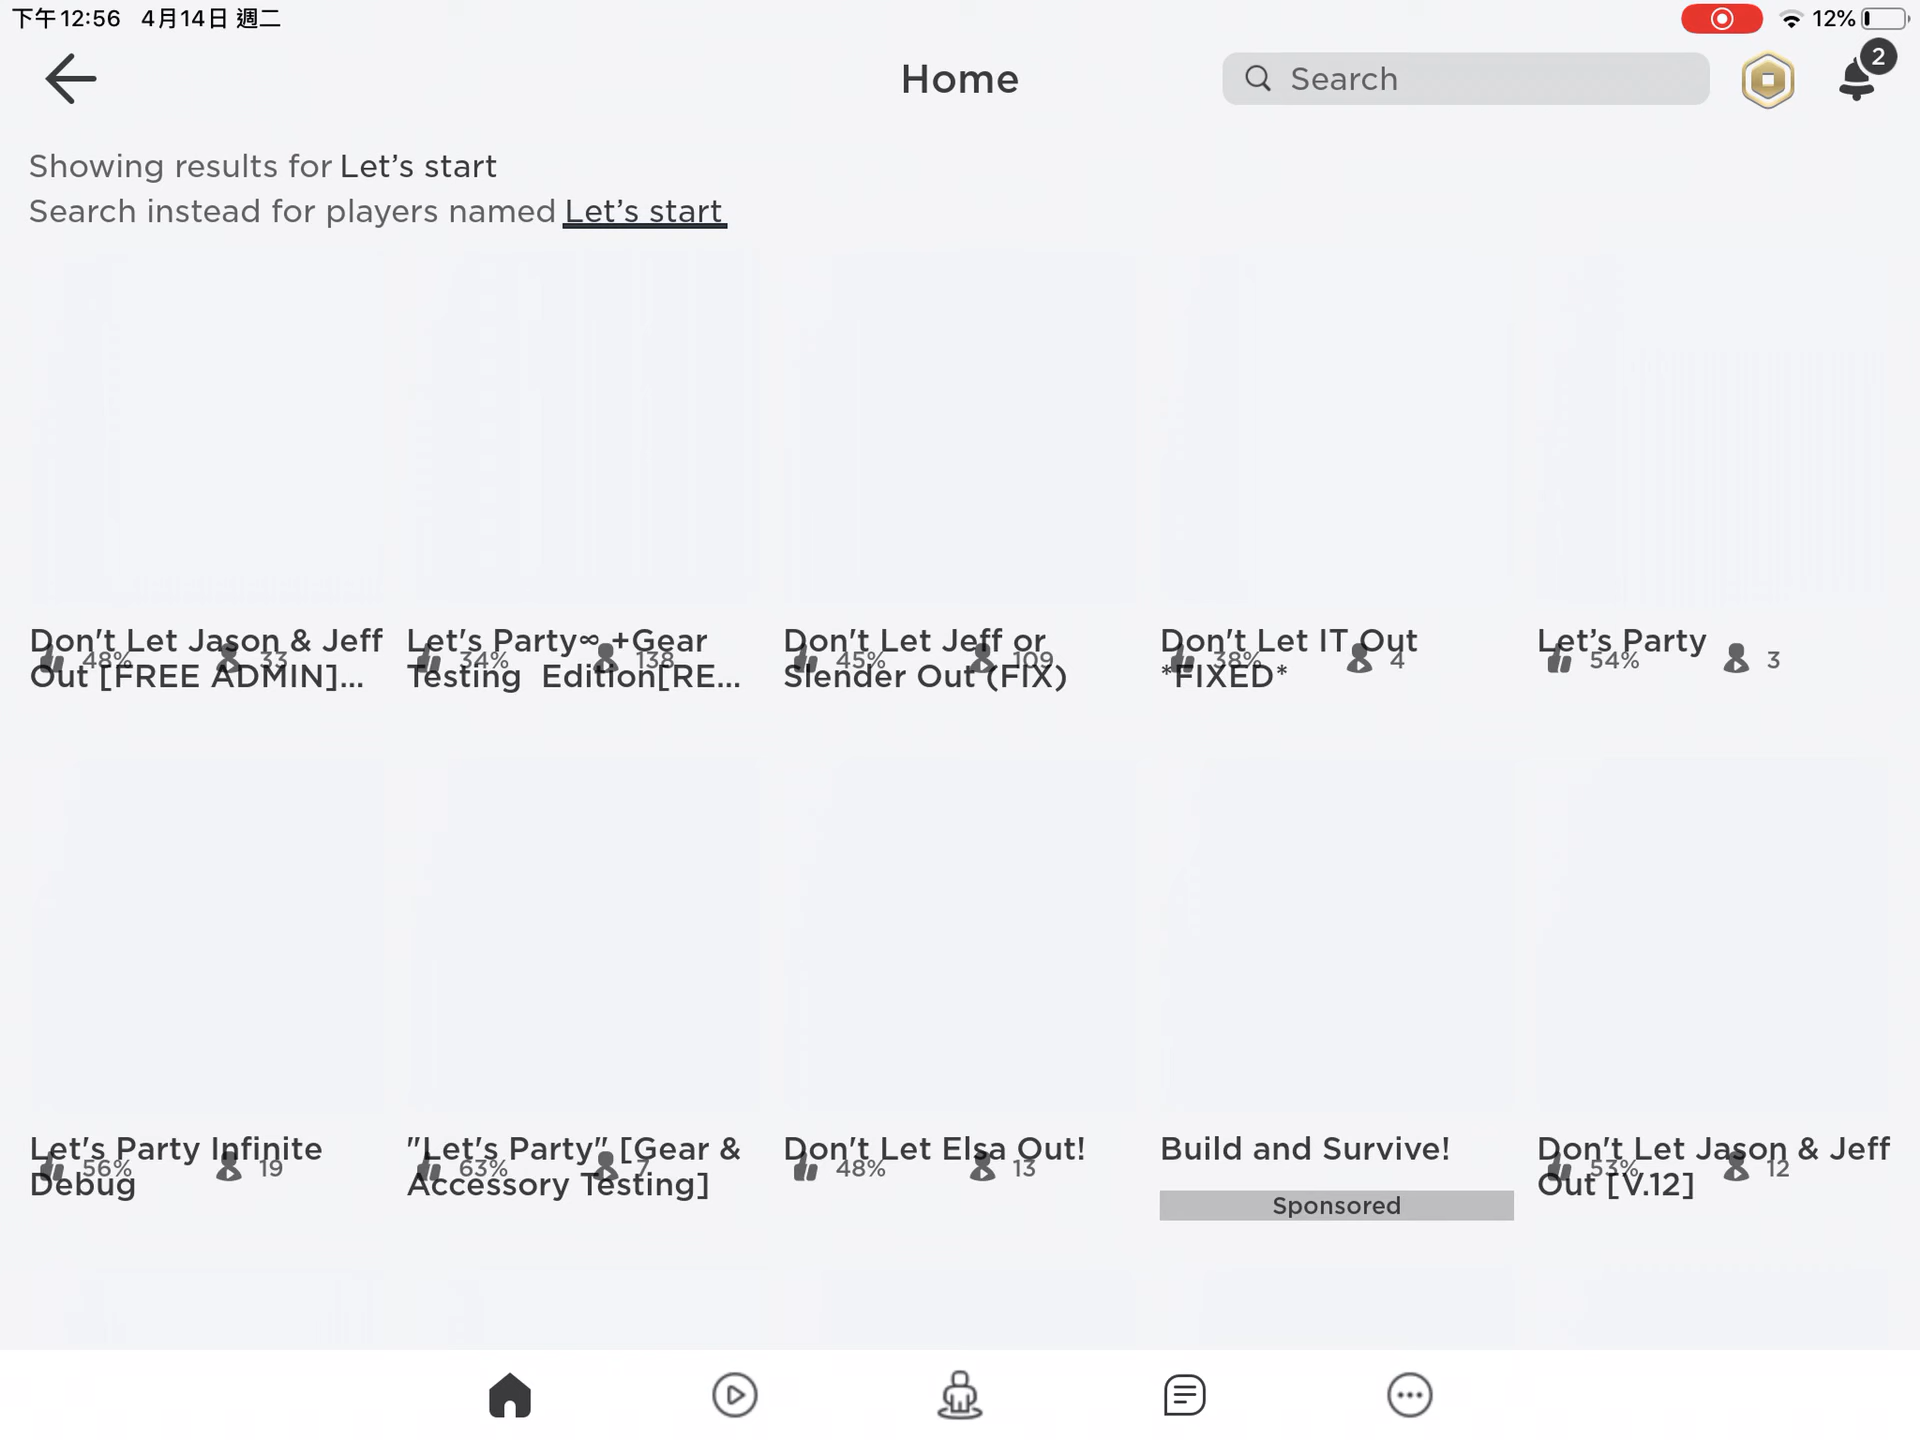 下午12:56 4月14日 週二
12%
Home
Search
2
Showing results for Let’s start
Search instead for players named Let’s start
Don't Let Jason & Jeff
Out [FREE ADMIN]...
48% 33
Let's Party∞ +Gear
Testing Edition[RE...
34% 138
Don't Let Jeff or
Slender Out (FIX)
45% 109
Don't Let IT Out
*FIXED*
38% 4
Let’s Party
54% 3
Let's Party Infinite
Debug
56% 19
"Let's Party" [Gear &
Accessory Testing]
63% 7
Don't Let Elsa Out!
48% 13
Build and Survive!
Sponsored
Don't Let Jason & Jeff
Out [V.12]
53% 12